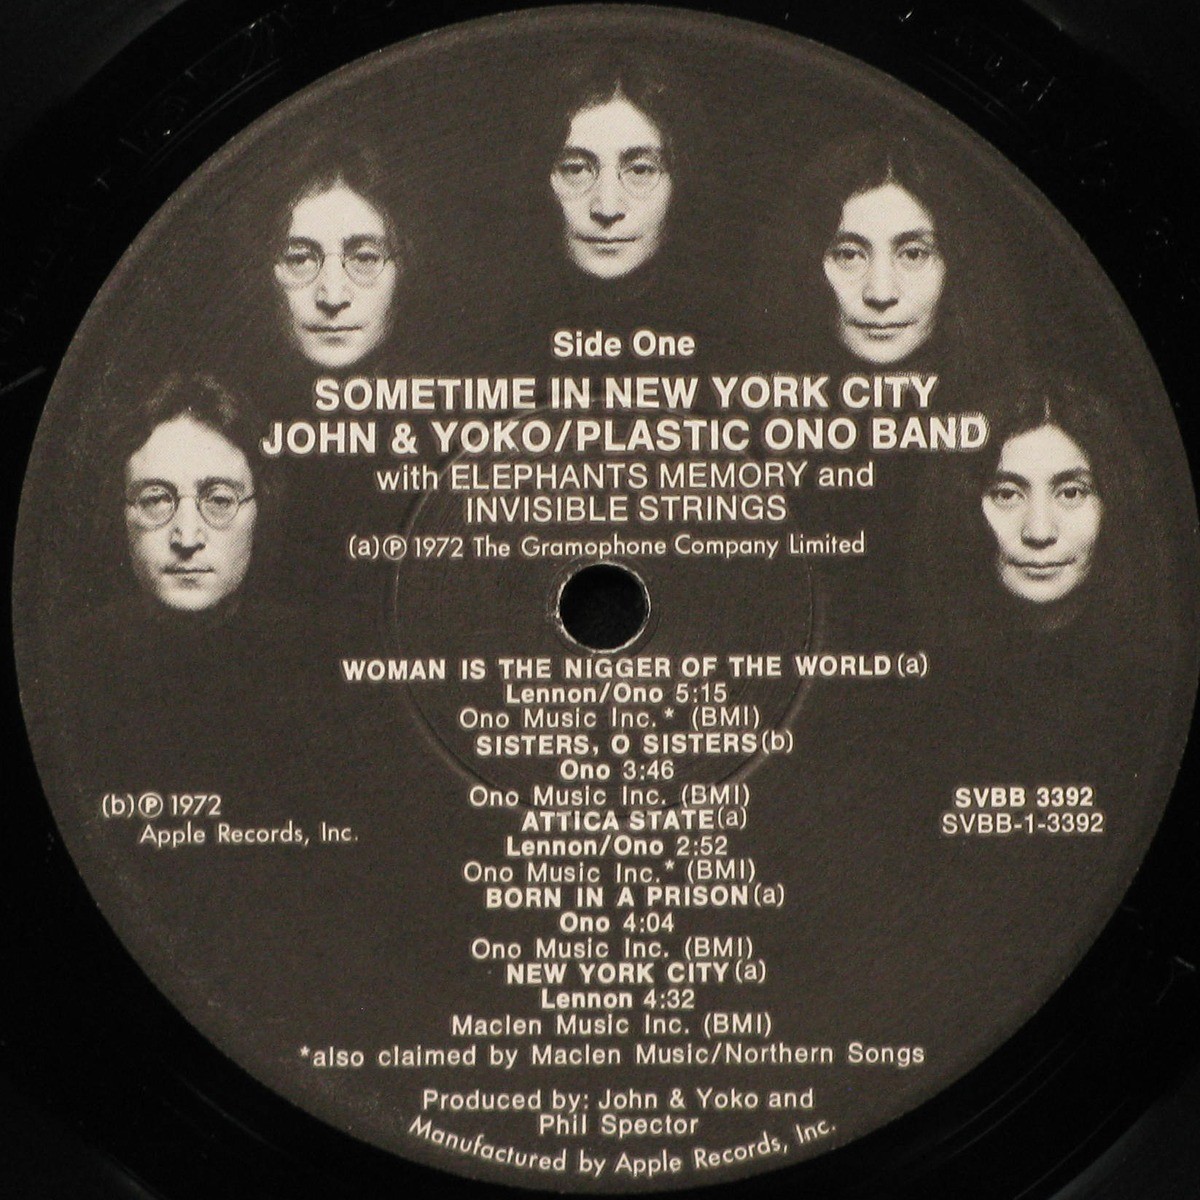 Side One
SOMETIME IN NEW YORK CITY
JOHN & YOKO/PLASTIC ONO BAND
with ELEPHANTS MEMORY and
INVISIBLE STRINGS
(a)Ⓟ 1972 The Gramophone Company Limited
WOMAN IS THE NIGGER OF THE WORLD(a)
Lennon/Ono 5:15
Ono Music Inc.* (BMI)
SISTERS, O SISTERS(b)
Ono 3:46
Ono Music Inc. (BMI)
ATTICA STATE(a)
Lennon/Ono 2:52
Ono Music Inc.* (BMI)
BORN IN A PRISON(a)
Ono 4:04
Ono Music Inc. (BMI)
NEW YORK CITY(a)
Lennon 4:32
Maclen Music Inc. (BMI)
*also claimed by Maclen Music/Northern Songs
(b)Ⓟ 1972
Apple Records, Inc.
SVBB 3392
SVBB-1-3392
Produced by: John & Yoko and
Phil Spector
Manufactured by Apple Records, Inc.